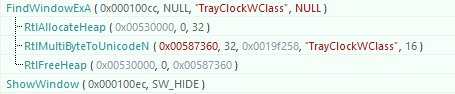 FindWindowExA ( 0x000100cc, NULL, "TrayClockWClass", NULL )
RtlAllocateHeap ( 0x00530000, 0, 32 )
RtlMultiByteToUnicodeN ( 0x00587360, 32, 0x0019f258, "TrayClockWClass", 16 )
RtlFreeHeap ( 0x00530000, 0, 0x00587360 )
ShowWindow ( 0x000100ec, SW_HIDE )